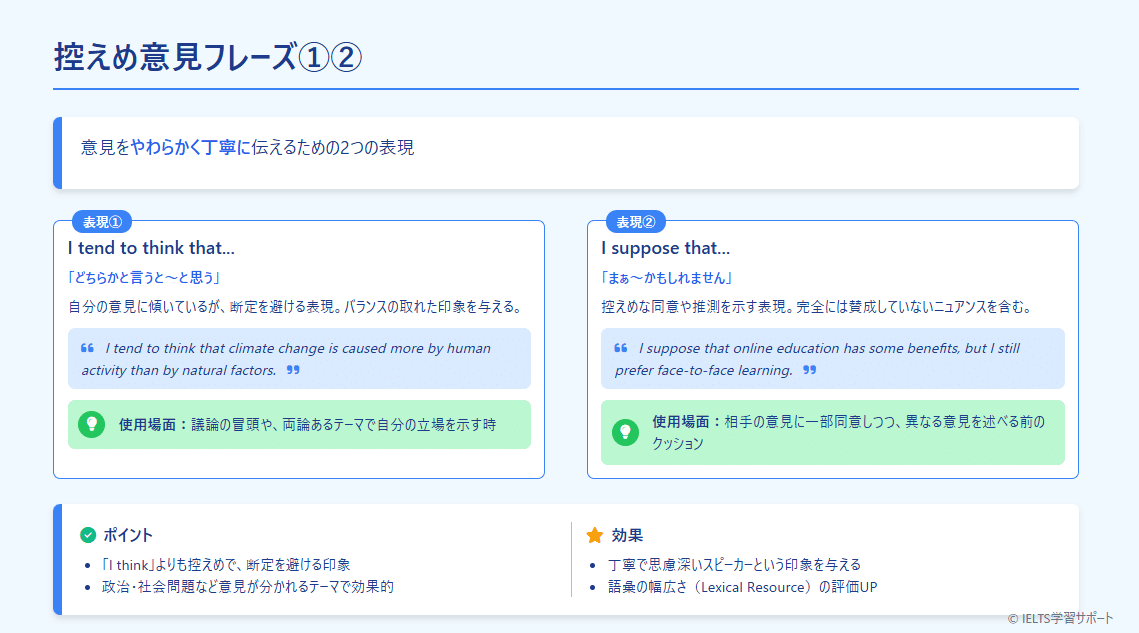 控えめ意見フレーズ①②
意見をやわらかく丁寧に伝えるための2つの表現
表現①
I tend to think that...
「どちらかと言うと〜と思う」
自分の意見に傾いているが、断定を避ける表現。バランスの取れた印象を与える。
❝ I tend to think that climate change is caused more by human
activity than by natural factors. ❞
使用場面：議論の冒頭や、両論あるテーマで自分の立場を示す時
表現②
I suppose that...
「まぁ〜かもしれません」
控えめな同意や推測を示す表現。完全には賛成していないニュアンスを含む。
❝ I suppose that online education has some benefits, but I still
prefer face-to-face learning. ❞
使用場面：相手の意見に一部同意しつつ、異なる意見を述べる前の
クッション
ポイント
• 「I think」よりも控えめで、断定を避ける印象
• 政治・社会問題など意見が分かれるテーマで効果的
効果
• 丁寧で思慮深いスピーカーという印象を与える
• 語彙の幅広さ（Lexical Resource）の評価UP
© IELTS学習サポート